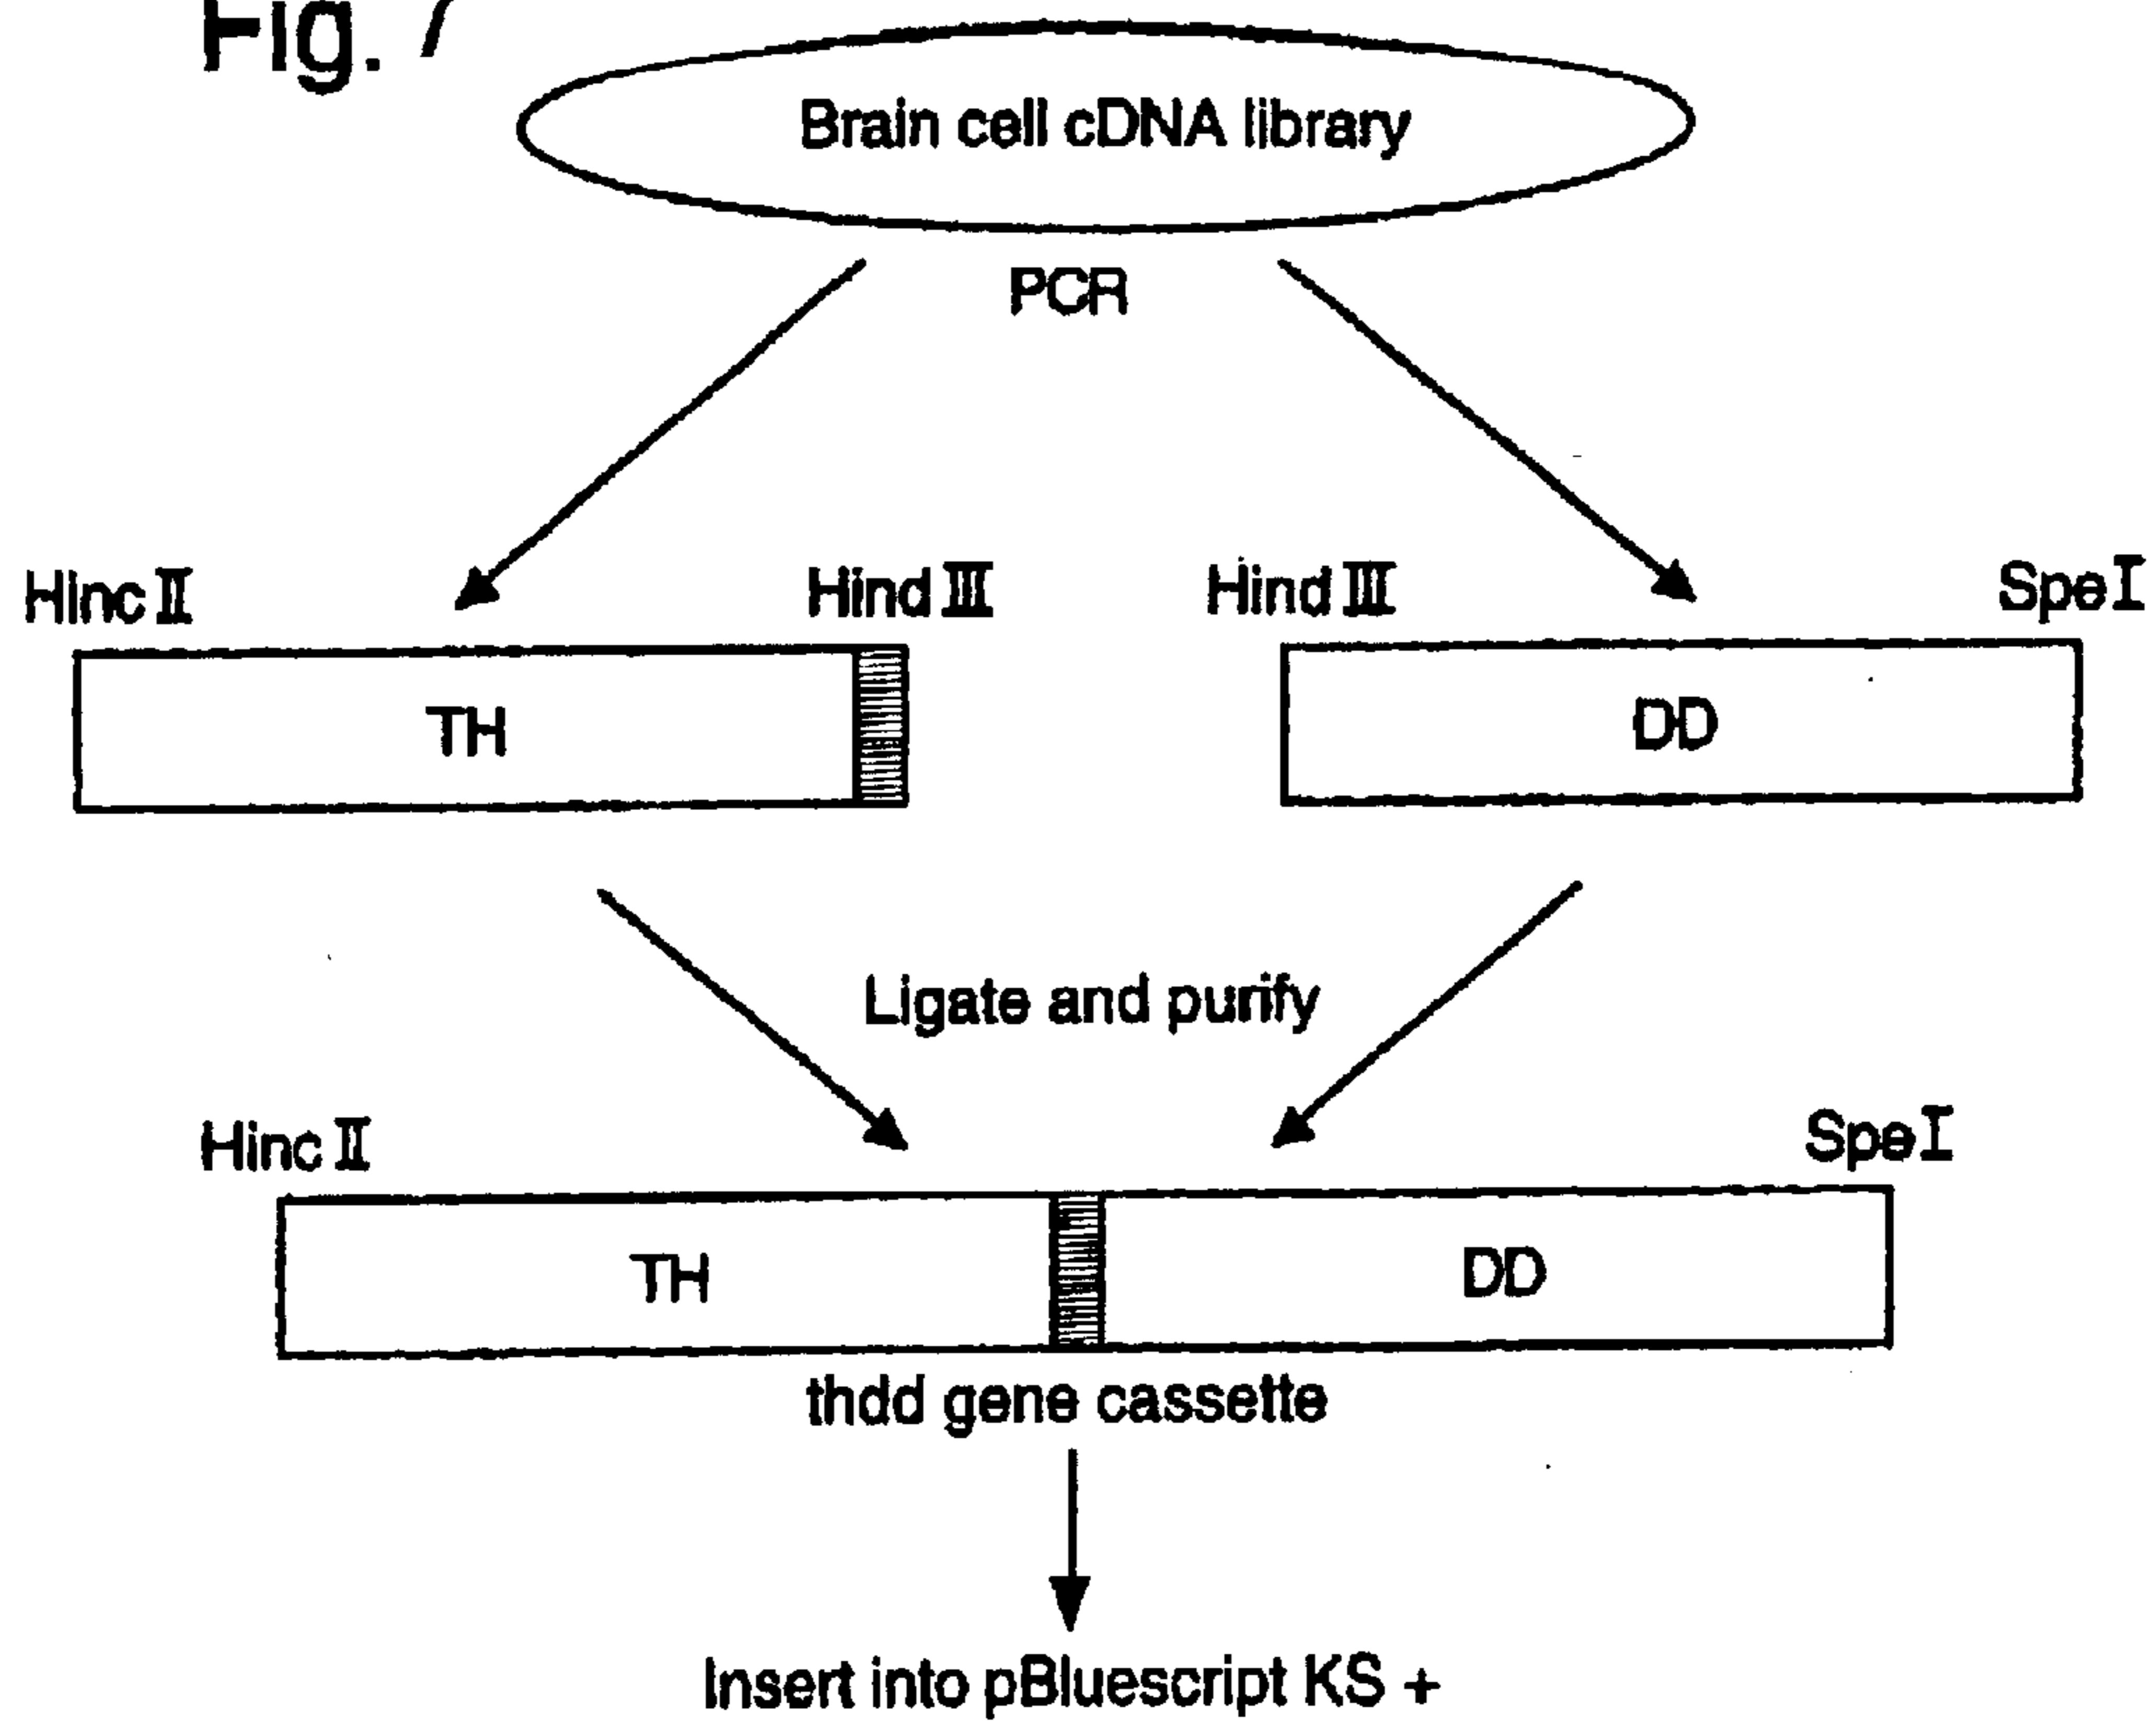 Fig. 7
Brain cell cDNA library
PCR
Hinc II
Hind III
Hind III
Spe I
TH
DD
Ligate and purify
Hinc II
Spe I
TH
DD
thdd gene cassette
Insert into pBluescript KS +